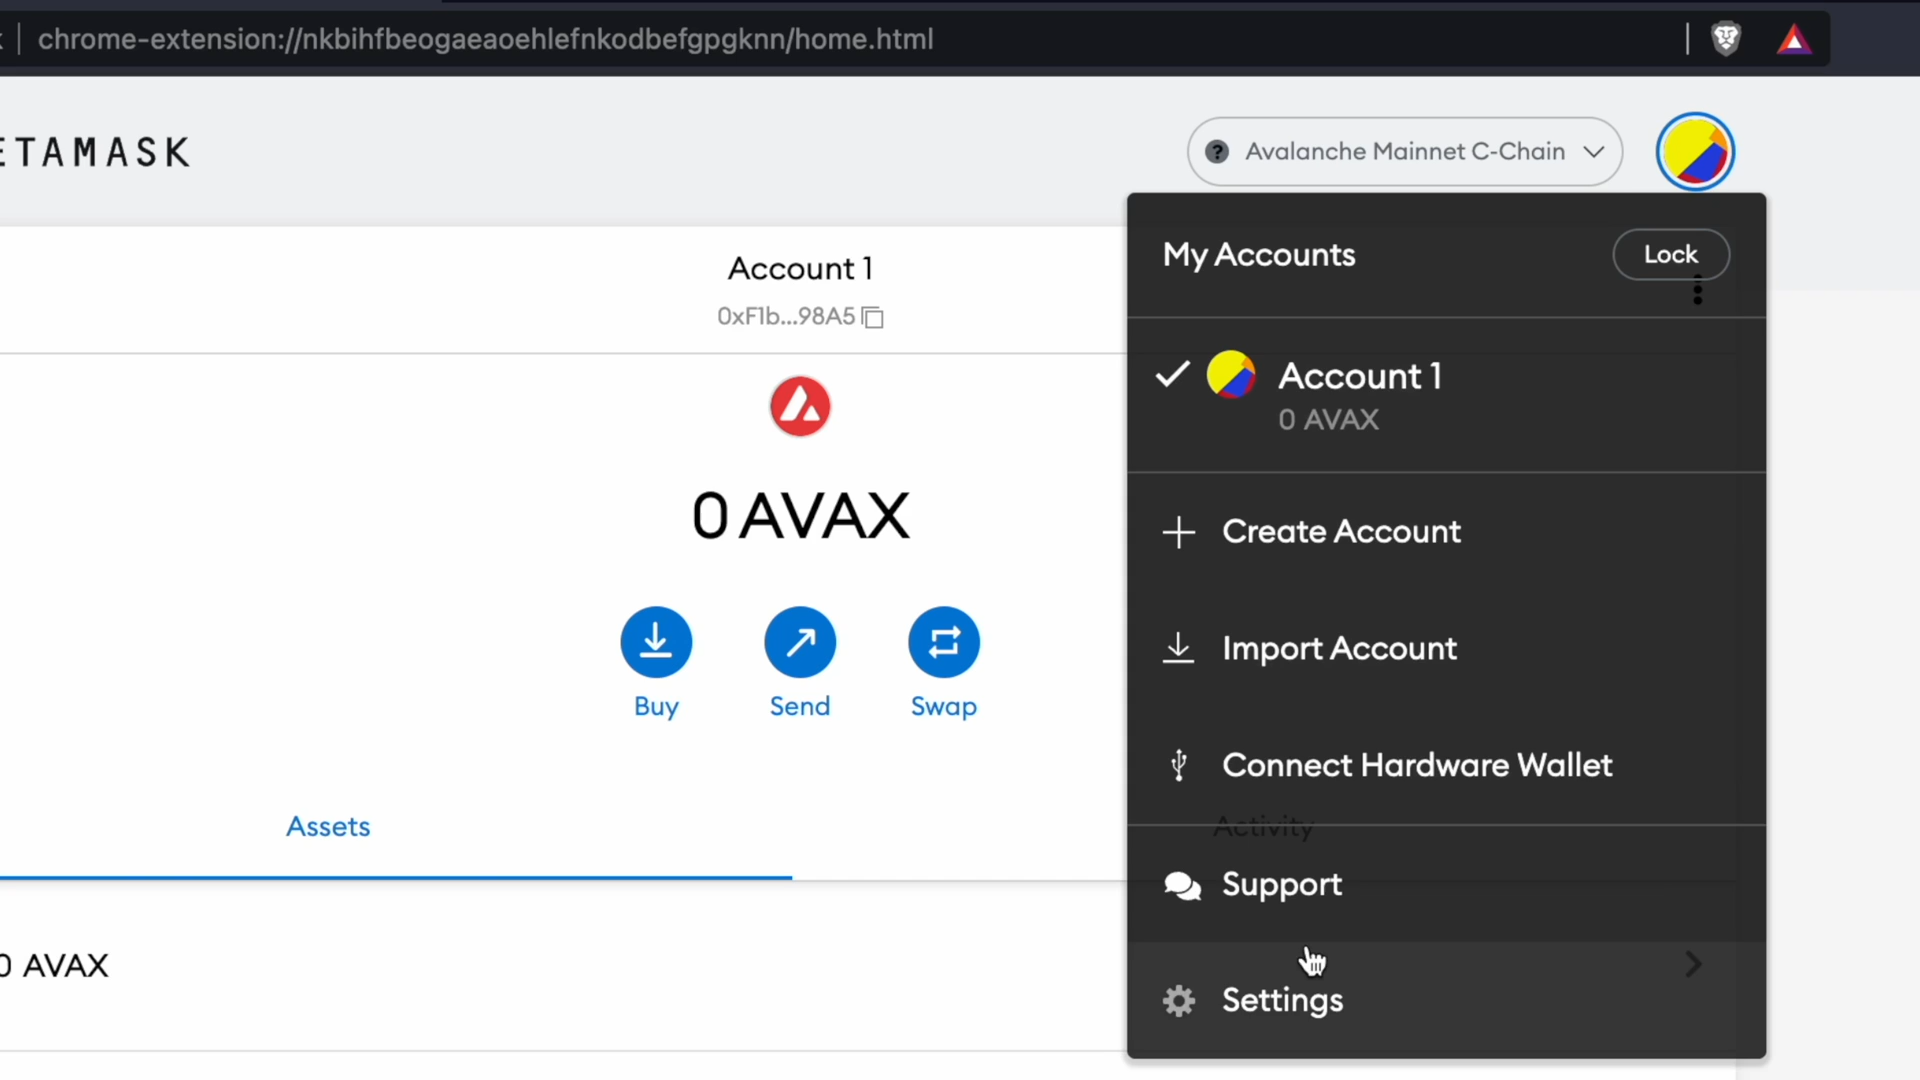 chrome-extension://nkbihfbeogaeaoehlefnkodbefgpgknn/home.html
ETAMASK
? Avalanche Mainnet C-Chain
Account 1
0xF1b...98A5
0 AVAX
Buy
Send
Swap
Assets
Activity
0 AVAX
My Accounts
Lock
Account 1
0 AVAX
Create Account
Import Account
Connect Hardware Wallet
Support
Settings